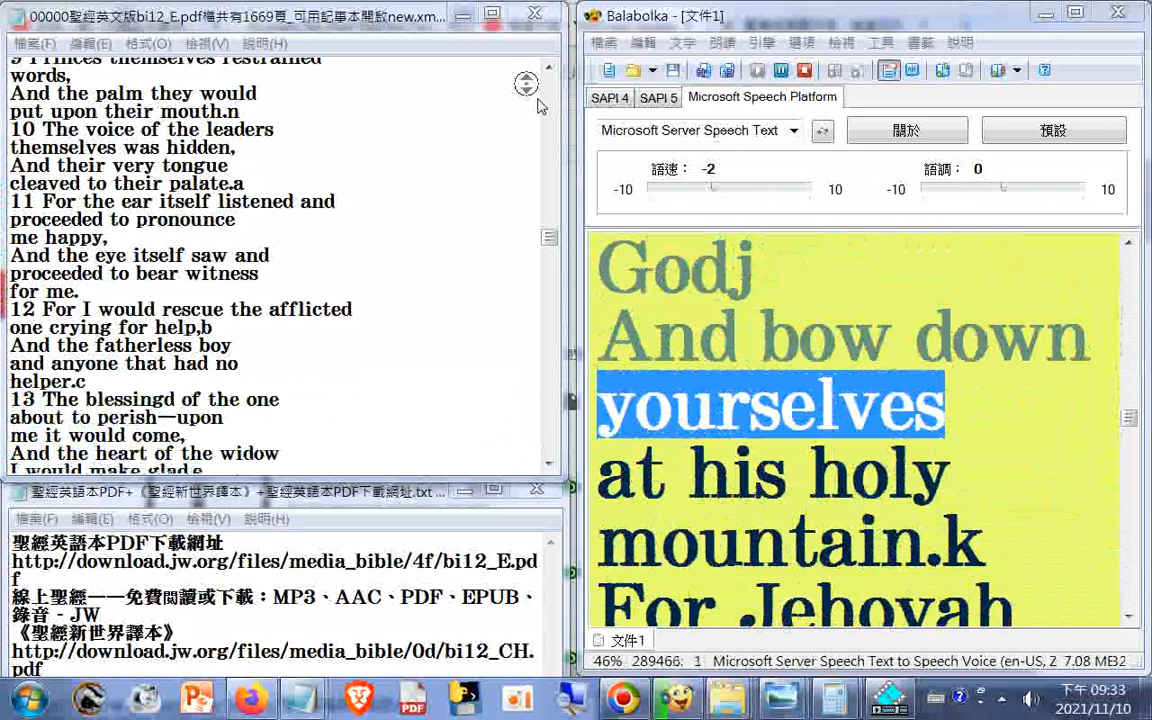 00000聖經英文版bi12_E.pdf檔共有1669頁_可用記事本開啟new.xm...
檔案(F) 編輯(E) 格式(O) 檢視(V) 說明(H)
9 Princes themselves restrained
words,
And the palm they would
put upon their mouth.n
10 The voice of the leaders
themselves was hidden,
And their very tongue
cleaved to their palate.a
11 For the ear itself listened and
proceeded to pronounce
me happy,
And the eye itself saw and
proceeded to bear witness
for me.
12 For I would rescue the afflicted
one crying for help,b
And the fatherless boy
and anyone that had no
helper.c
13 The blessingd of the one
about to perish—upon
me it would come,
And the heart of the widow
I would make glad.e
聖經英語本PDF+《聖經新世界譯本》+聖經英語本PDF下載網址.txt ...
檔案(F) 編輯(E) 格式(O) 檢視(V) 說明(H)
聖經英語本PDF下載網址
http://download.jw.org/files/media_bible/4f/bi12_E.pd
f
線上聖經——免費閱讀或下載：MP3、AAC、PDF、EPUB、
錄音 - JW
《聖經新世界譯本》
http://download.jw.org/files/media_bible/0d/bi12_CH.
pdf
Balabolka - [文件1]
檔案 編輯 文字 朗讀 引擎 選項 檢視 工具 書籤 說明
SAPI 4 SAPI 5 Microsoft Speech Platform
Microsoft Server Speech Text 關於 預設
語速： -2 語調： 0
-10 10 -10 10
Godj
And bow down
yourselves
at his holy
mountain.k
For Jehovah
文件1
46% 289466: 1 Microsoft Server Speech Text to Speech Voice (en-US, Z 7.08 MB2
下午 09:33
2021/11/10